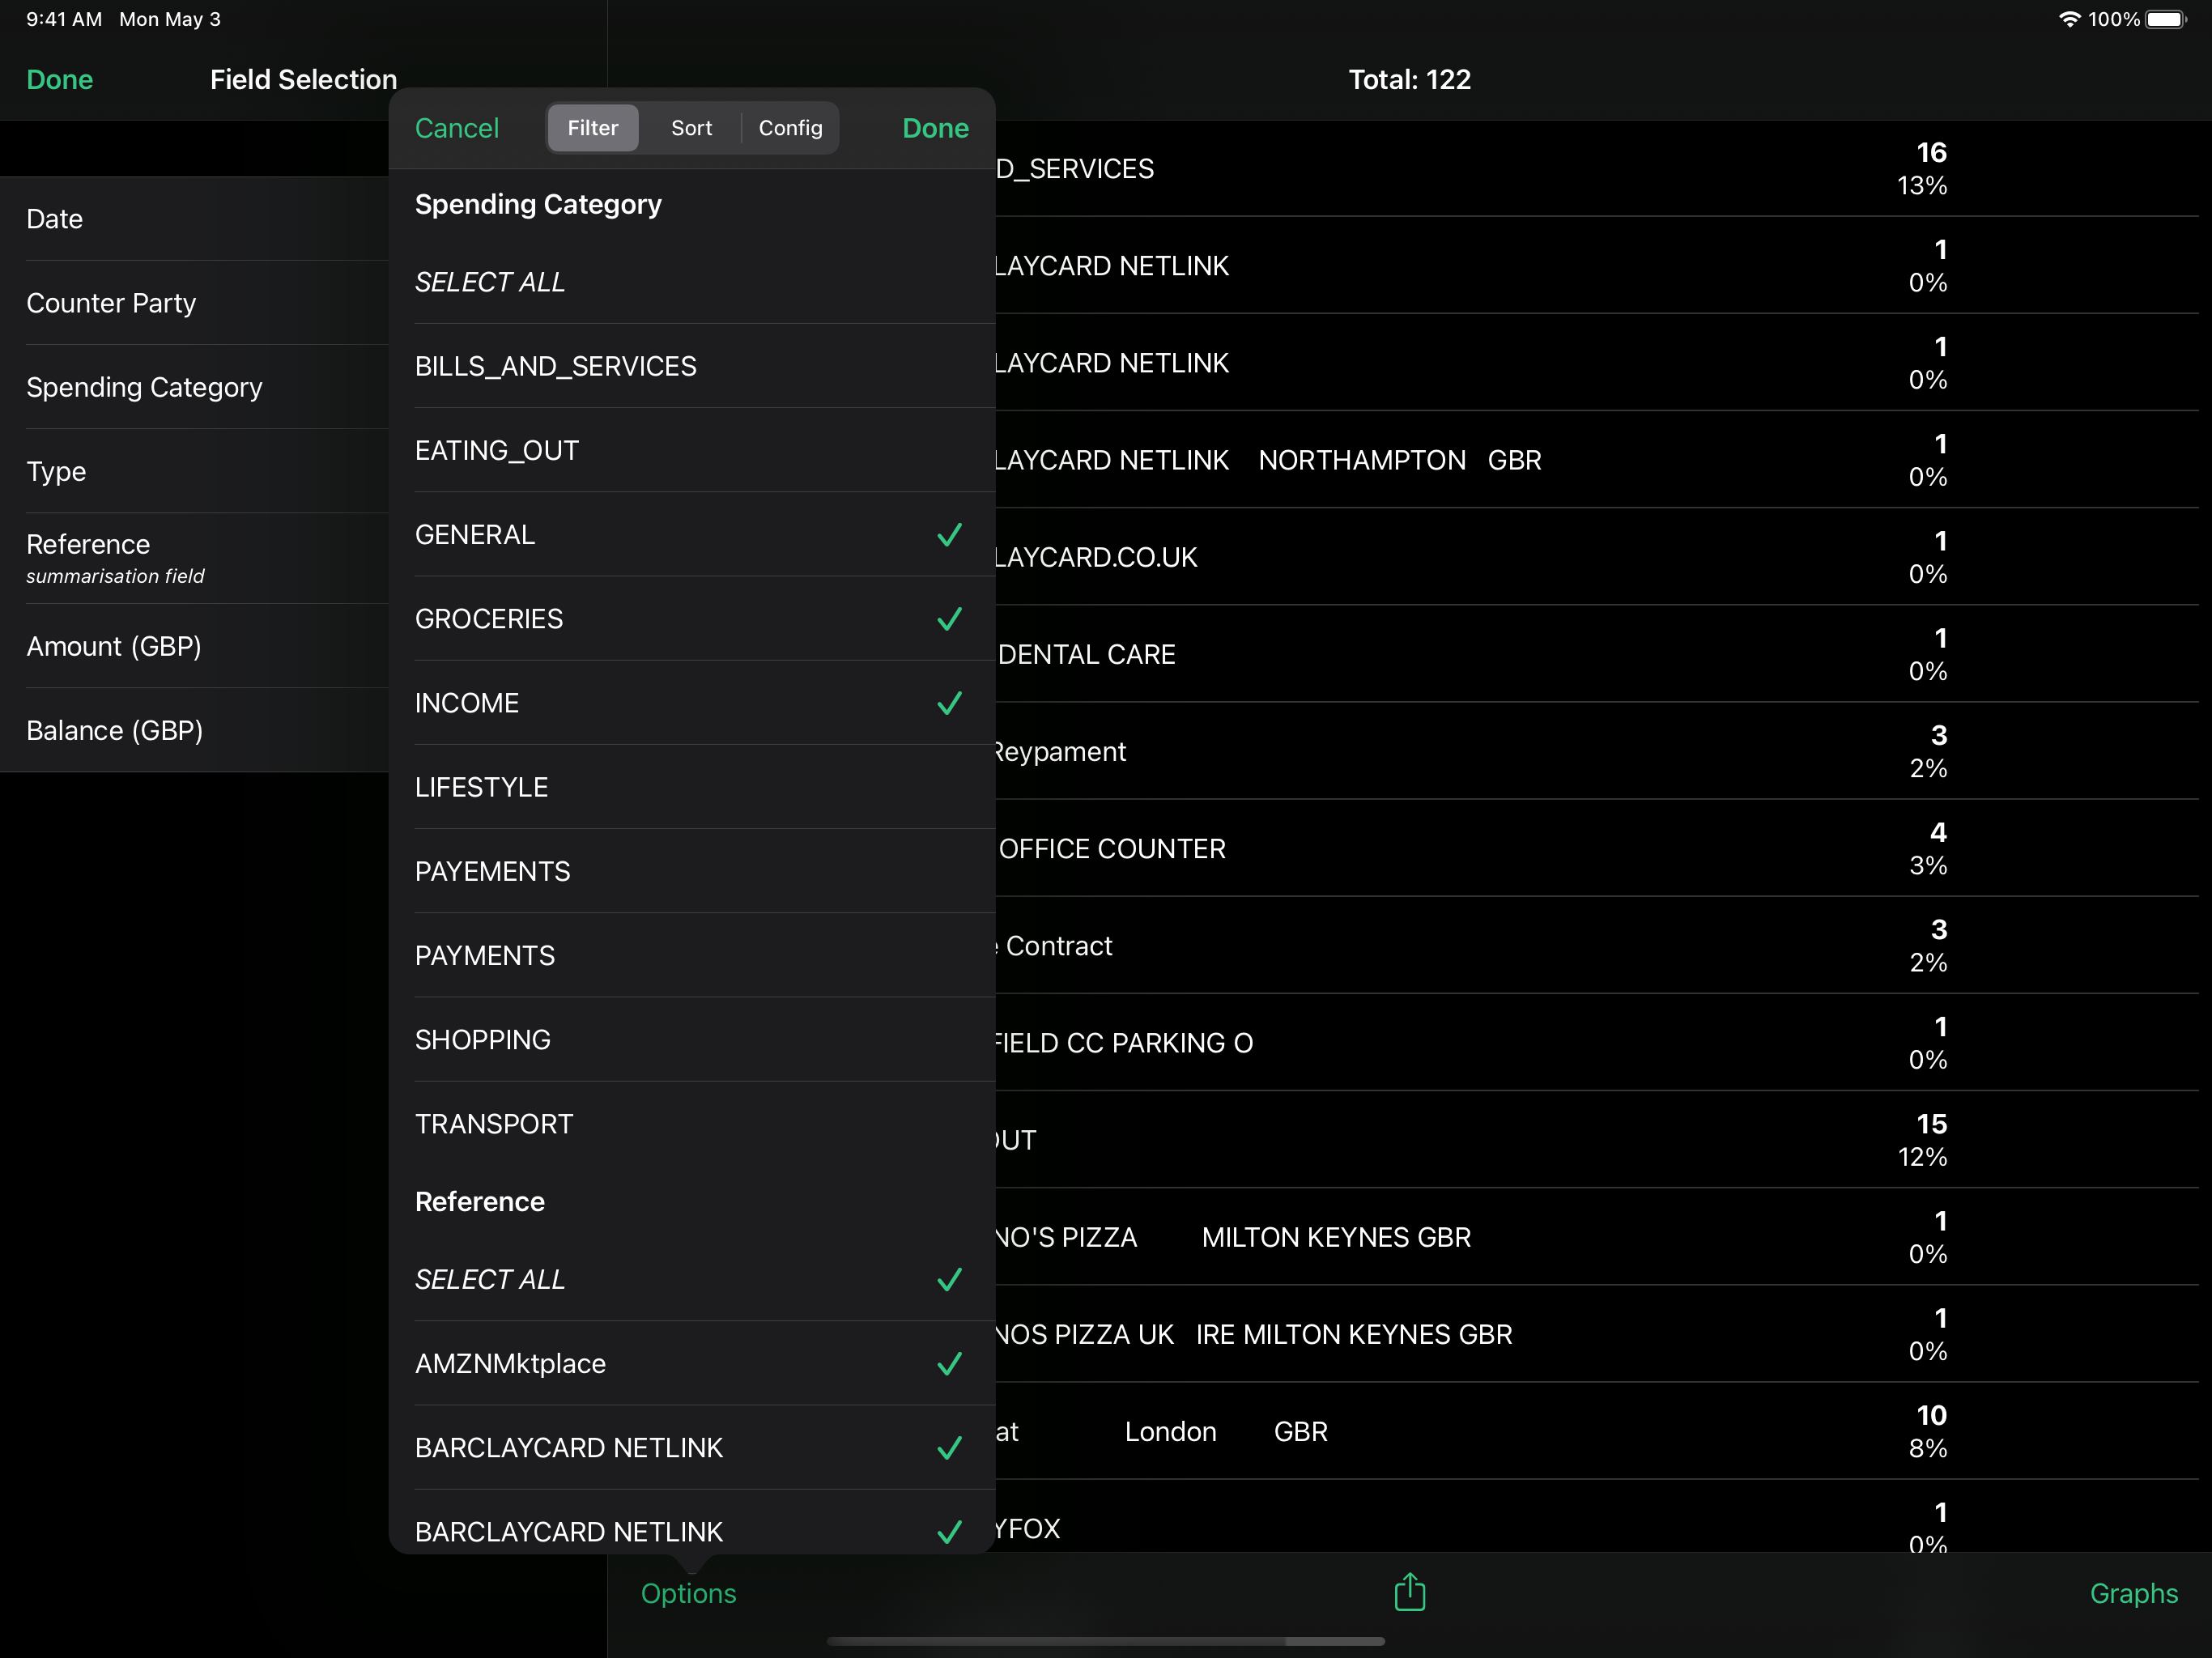 9:41 AM Mon May 3
100%
Done
Field Selection
Date
Counter Party
Spending Category
Type
Reference
summarisation field
Amount (GBP)
Balance (GBP)
Cancel
Filter
Sort
Config
Done
Spending Category
SELECT ALL
BILLS_AND_SERVICES
EATING_OUT
GENERAL
GROCERIES
INCOME
LIFESTYLE
PAYEMENTS
PAYMENTS
SHOPPING
TRANSPORT
Reference
SELECT ALL
AMZNMktplace
BARCLAYCARD NETLINK
BARCLAYCARD NETLINK
Total: 122
D_SERVICES
16
13%
LAYCARD NETLINK
1
0%
LAYCARD NETLINK
1
0%
LAYCARD NETLINK NORTHAMPTON GBR
1
0%
LAYCARD.CO.UK
1
0%
DENTAL CARE
1
0%
Reypament
3
2%
OFFICE COUNTER
4
3%
Contract
3
2%
FIELD CC PARKING O
1
0%
OUT
15
12%
NO'S PIZZA MILTON KEYNES GBR
1
0%
NOS PIZZA UK IRE MILTON KEYNES GBR
1
0%
at London GBR
10
8%
YFOX
1
0%
Options
Graphs